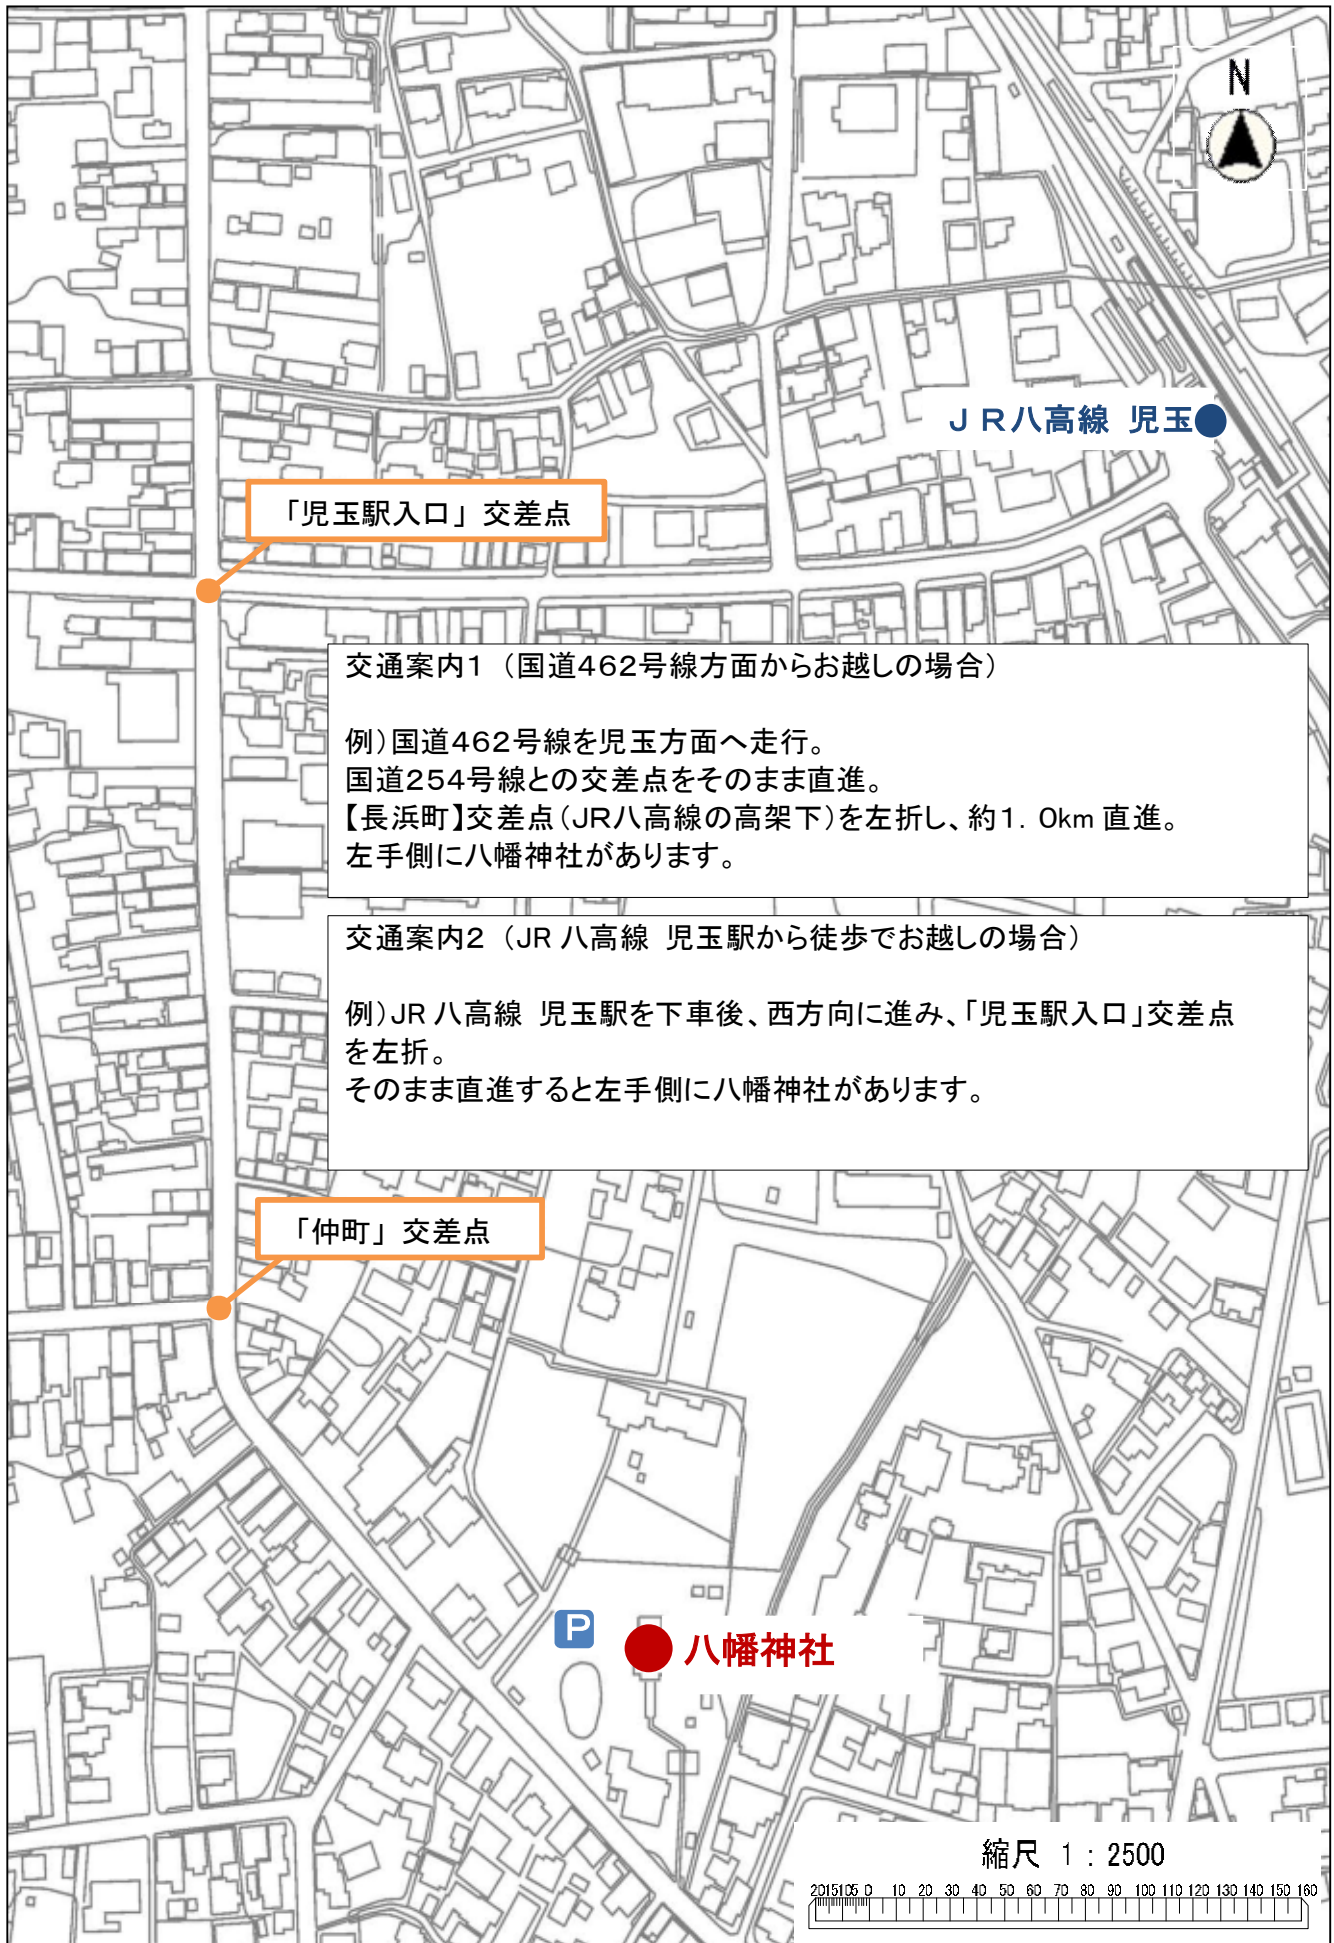 N
JR八高線 児玉
「児玉駅入口」交差点
交通案内1 (国道462号線方面からお越しの場合)
例)国道462号線を児玉方面へ走行。
国道254号線との交差点をそのまま直進。
【長浜町】交差点(JR八高線の高架下)を左折し、約1.0km直進。
左手側に八幡神社があります。
交通案内2 (JR八高線 児玉駅から徒歩でお越しの場合)
例)JR八高線 児玉駅を下車後、西方向に進み、「児玉駅入口」交差点
を左折。
そのまま直進すると左手側に八幡神社があります。
「仲町」交差点
P
八幡神社
縮尺 1:2500
20 15 10 5 0 10 20 30 40 50 60 70 80 90 100 110 120 130 140 150 160